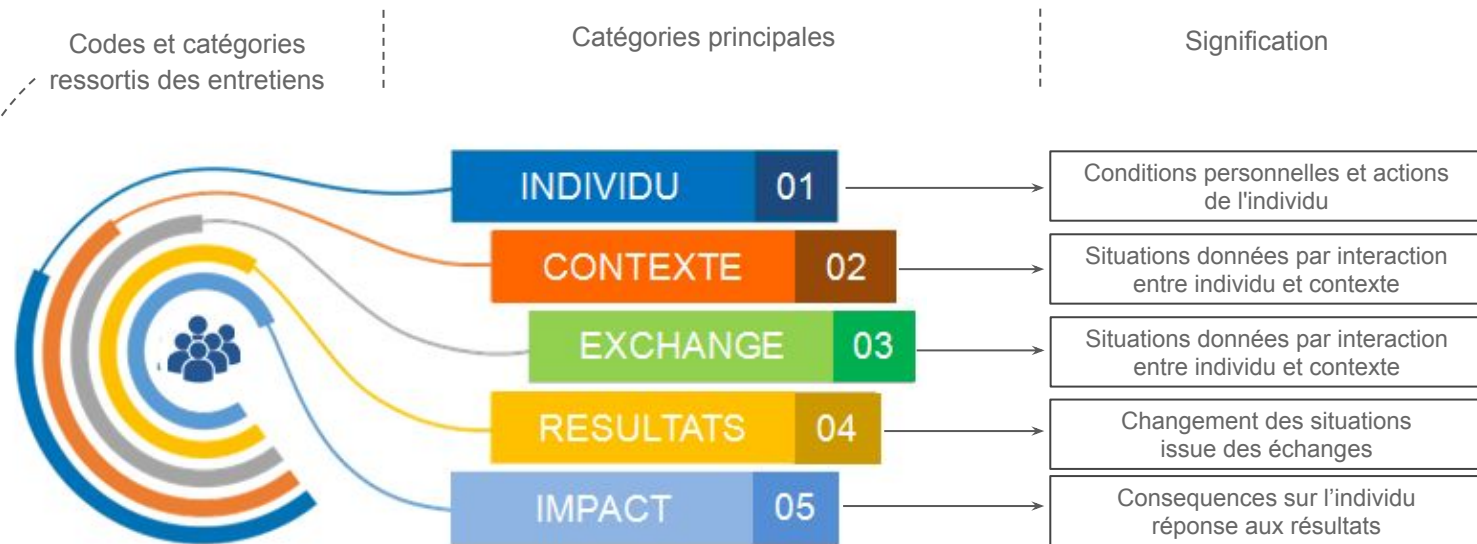 Codes et catégories
ressortis des entretiens
Catégories principales
Signification
INDIVIDU 01
Conditions personnelles et actions
de l'individu
CONTEXTE 02
Situations données par interaction
entre individu et contexte
EXCHANGE 03
Situations données par interaction
entre individu et contexte
RESULTATS 04
Changement des situations
issue des échanges
IMPACT 05
Consequences sur l’individu
réponse aux résultats